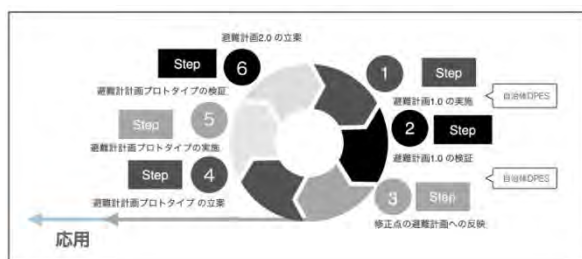 避難計画2.0 の立案
Step 6
避難計計画プロトタイプの検証
Step 5
避難計計画プロトタイプの実施
Step 4
避難計計画プロトタイプ の立案
1 Step
避難計画1.0 の実施
自治体DPES
2 Step
避難計画1.0 の検証
自治体DPES
3 Step
修正点の避難計画への反映
応用